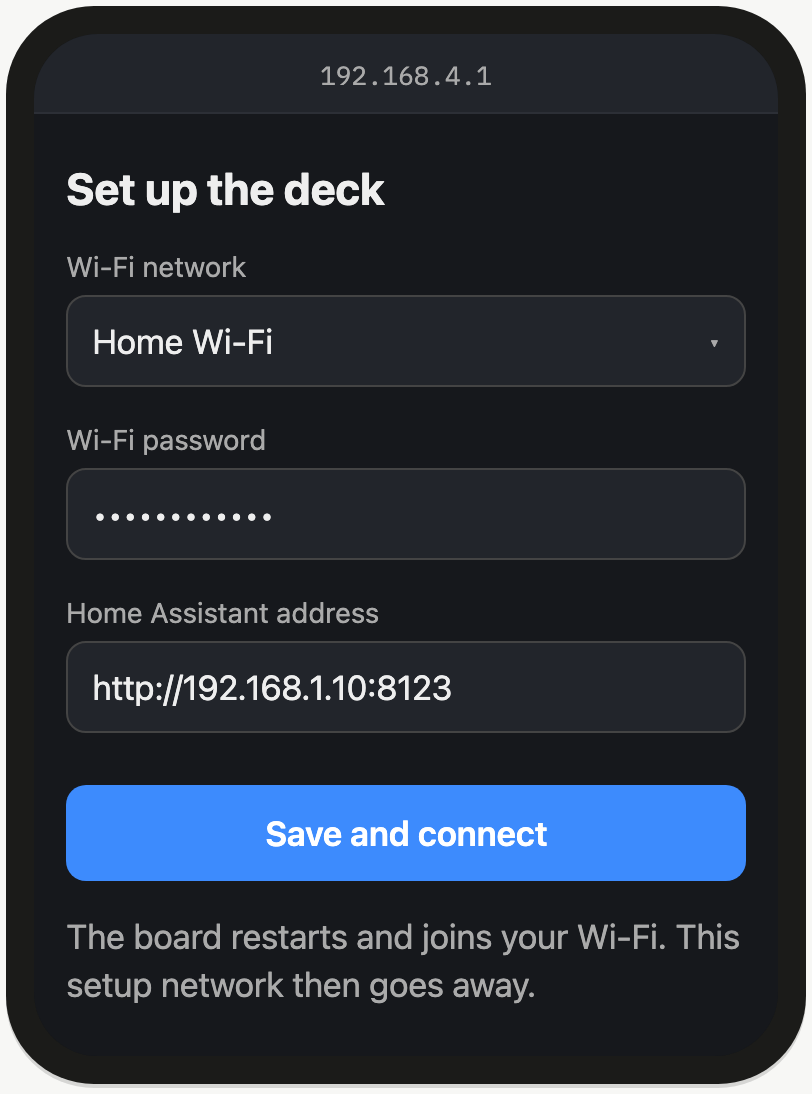 192.168.4.1
Set up the deck
Wi-Fi network
Home Wi-Fi
Wi-Fi password
••••••••••••
Home Assistant address
http://192.168.1.10:8123
Save and connect
The board restarts and joins your Wi-Fi. This
setup network then goes away.